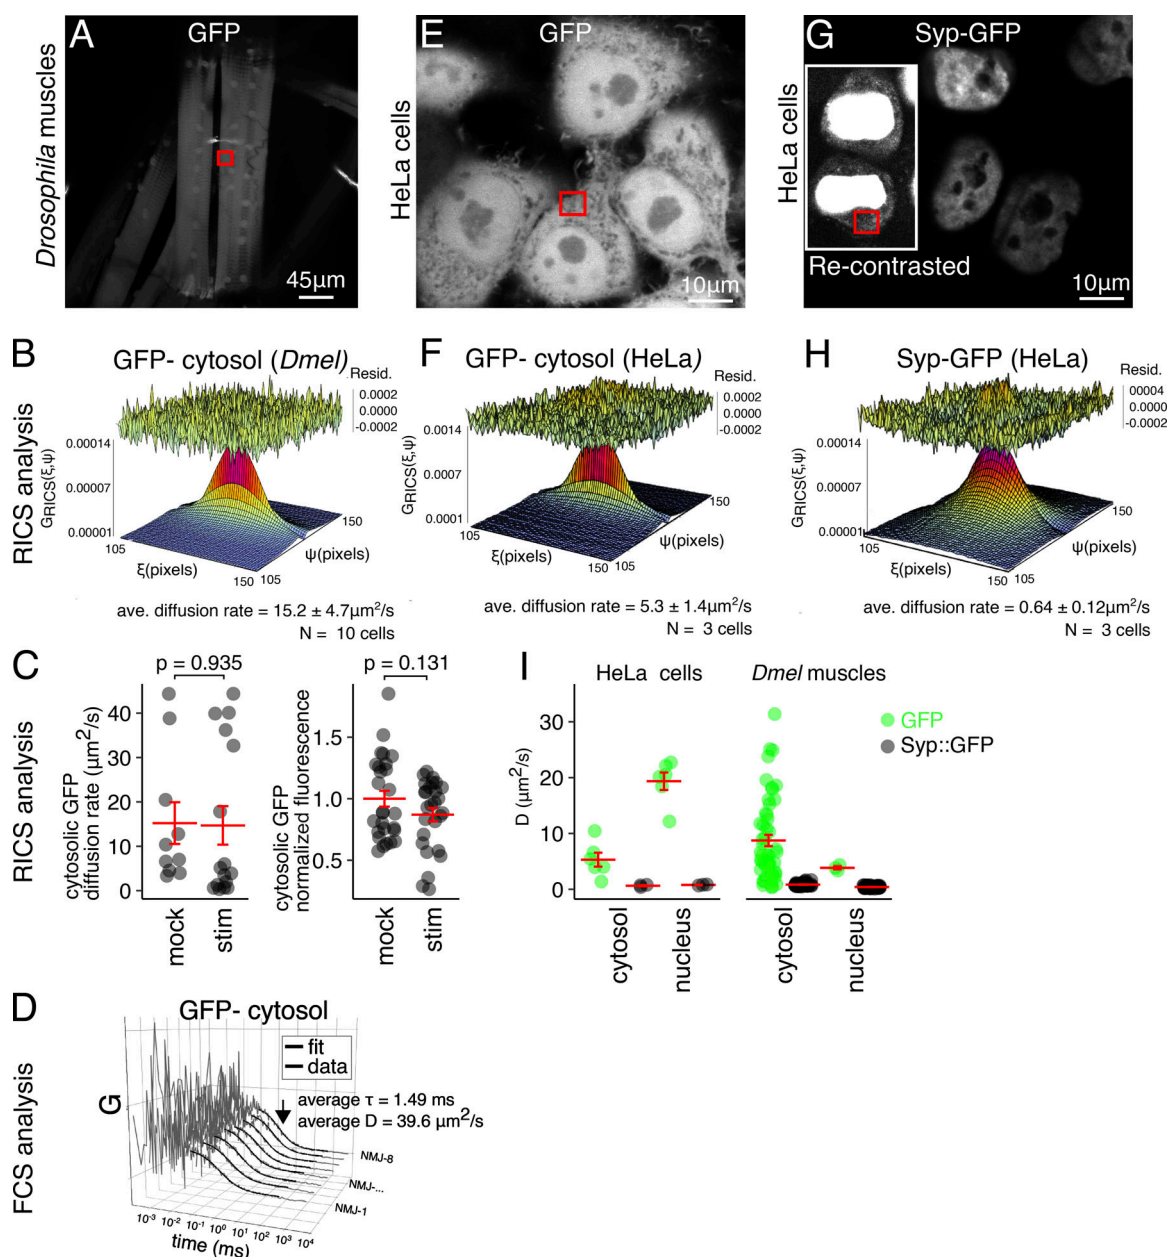 A
GFP
Drosophila muscles
45µm
E
GFP
HeLa cells
10µm
G
Syp-GFP
HeLa cells
Re-contrasted
10µm
RICS analysis
B
GFP- cytosol (Dmel)
Resid.
0.0002
0.0000
-0.0002
0.00014
0.00007
0.00001
GRICS(ξ,ψ)
105
ξ(pixels)
150
105
ψ(pixels)
150
ave. diffusion rate = 15.2 ± 4.7µm²/s
N = 10 cells
F
GFP- cytosol (HeLa)
Resid.
0.0002
0.0000
-0.0002
0.0014
0.0007
0.0001
GRICS(ξ,ψ)
105
ξ(pixels)
150
105
ψ(pixels)
150
ave. diffusion rate = 5.3 ± 1.4µm²/s
N = 3 cells
H
Syp-GFP (HeLa)
Resid.
00004
0.0000
-0.0002
0.00014
0.00007
0.00001
GRICS(ξ,ψ)
105
ξ(pixels)
150
105
ψ(pixels)
150
ave. diffusion rate = 0.64 ± 0.12µm²/s
N = 3 cells
RICS analysis
C
p = 0.935
cytosolic GFP
diffusion rate (µm²/s)
40
30
20
10
0
mock
stim
p = 0.131
cytosolic GFP
normalized fluorescence
1.5
1.0
0.5
mock
stim
I
HeLa cells
Dmel muscles
GFP
Syp::GFP
D (µm²/s)
30
20
10
0
cytosol
nucleus
cytosol
nucleus
FCS analysis
D
GFP- cytosol
fit
data
average τ = 1.49 ms
average D = 39.6 µm²/s
G
NMJ-8
NMJ-...
NMJ-1
10⁻³ 10⁻² 10⁻¹ 10⁰ 10¹ 10² 10³ 10⁴
time (ms)